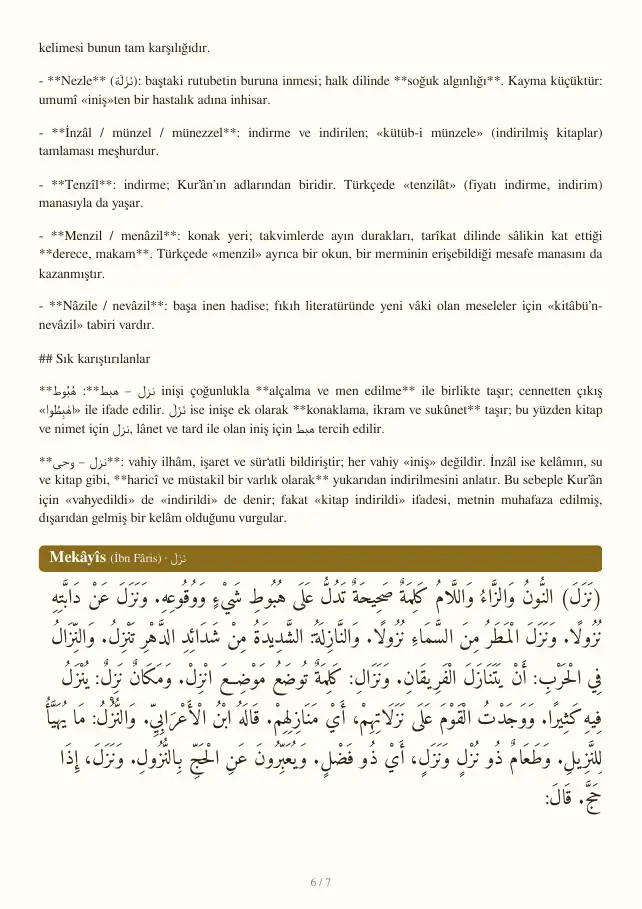 kelimesi bunun tam karşılığıdır.
- **Nezle** (نَزْلَة): baştaki rutubetin buruna inmesi; halk dilinde **soğuk algınlığı**. Kayma küçüktür:
umumî «iniş»ten bir hastalık adına inhisar.
- **İnzâl / münzel / münezzel**: indirme ve indirilen; «kütüb-i münzele» (indirilmiş kitaplar)
tamlaması meşhurdur.
- **Tenzîl**: indirme; Kur'ân'ın adlarından biridir. Türkçede «tenzilât» (fiyatı indirme, indirim)
manasıyla da yaşar.
- **Menzil / menâzil**: konak yeri; takvimlerde ayın durakları, tarîkat dilinde sâlikin kat ettiği
**derece, makam**. Türkçede «menzil» ayrıca bir okun, bir merminin erişebildiği mesafe manasını da
kazanmıştır.
- **Nâzile / nevâzil**: başa inen hadise; fıkıh literatüründe yeni vâki olan meseleler için «kitâbü'n-
nevâzil» tabiri vardır.
## Sık karıştırılanlar
**نزل – هبط**: هُبُوط inişi çoğunlukla **alçalma ve men edilme** ile birlikte taşır; cennetten çıkış
«اهْبِطُوا» ile ifade edilir. نَزَلَ ise inişe ek olarak **konaklama, ikram ve sukûnet** taşır; bu yüzden kitap
ve nimet için نزل, lânet ve tard ile olan iniş için هبط tercih edilir.
**نزل – وحى**: vahiy ilhâm, işaret ve sür'atli bildiriştir; her vahiy «iniş» değildir. İnzâl ise kelâmın, su
ve kitap gibi, **haricî ve müstakil bir varlık olarak** yukarıdan indirilmesini anlatır. Bu sebeple Kur'ân
için «vahyedildi» de «indirildi» de denir; fakat «kitap indirildi» ifadesi, metnin muhafaza edilmiş,
dışarıdan gelmiş bir kelâm olduğunu vurgular.
Mekâyîs (İbn Fâris) · نزل
(نَزَلَ) النُّونُ وَالزَّاءُ وَاللَّامُ كَلِمَةٌ صَحِيحَةٌ تَدُلُّ عَلَى هُبُوطِ شَيْءٍ وَوُقُوعِهِ. وَنَزَلَ عَنْ دَابَّتِهِ
نُزُولًا. وَنَزَلَ الْمَطَرُ مِنَ السَّمَاءِ نُزُولًا. وَالنَّازِلَةُ: الشَّدِيدَةُ مِنْ شَدَائِدِ الدَّهْرِ تَنْزِلُ. وَالنِّزَالُ
فِي الْحَرْبِ: أَنْ يَتَنَازَلَ الْفَرِيقَانِ. وَنَزَالِ: كَلِمَةٌ تُوضَعُ مَوْضِعَ انْزِلْ. وَمَكَانٌ نَزِلٌ: يُنْزَلُ
فِيهِ كَثِيرًا. وَوَجَدْتُ الْقَوْمَ عَلَى نَزَلَاتِهِمْ، أَيْ مَنَازِلِهِمْ. قَالَهُ ابْنُ الْأَعْرَابِيِّ. وَالنُّزُلُ: مَا يُهَيَّأُ
لِلنَّزِيلِ. وَطَعَامٌ ذُو نُزْلٍ وَنَزَلٍ، أَيْ ذُو فَضْلٍ. وَيُعَبِّرُونَ عَنِ الْحَجِّ بِالنُّزُولِ. وَنَزَلَ، إِذَا
حَجَّ. قَالَ:
6 / 7